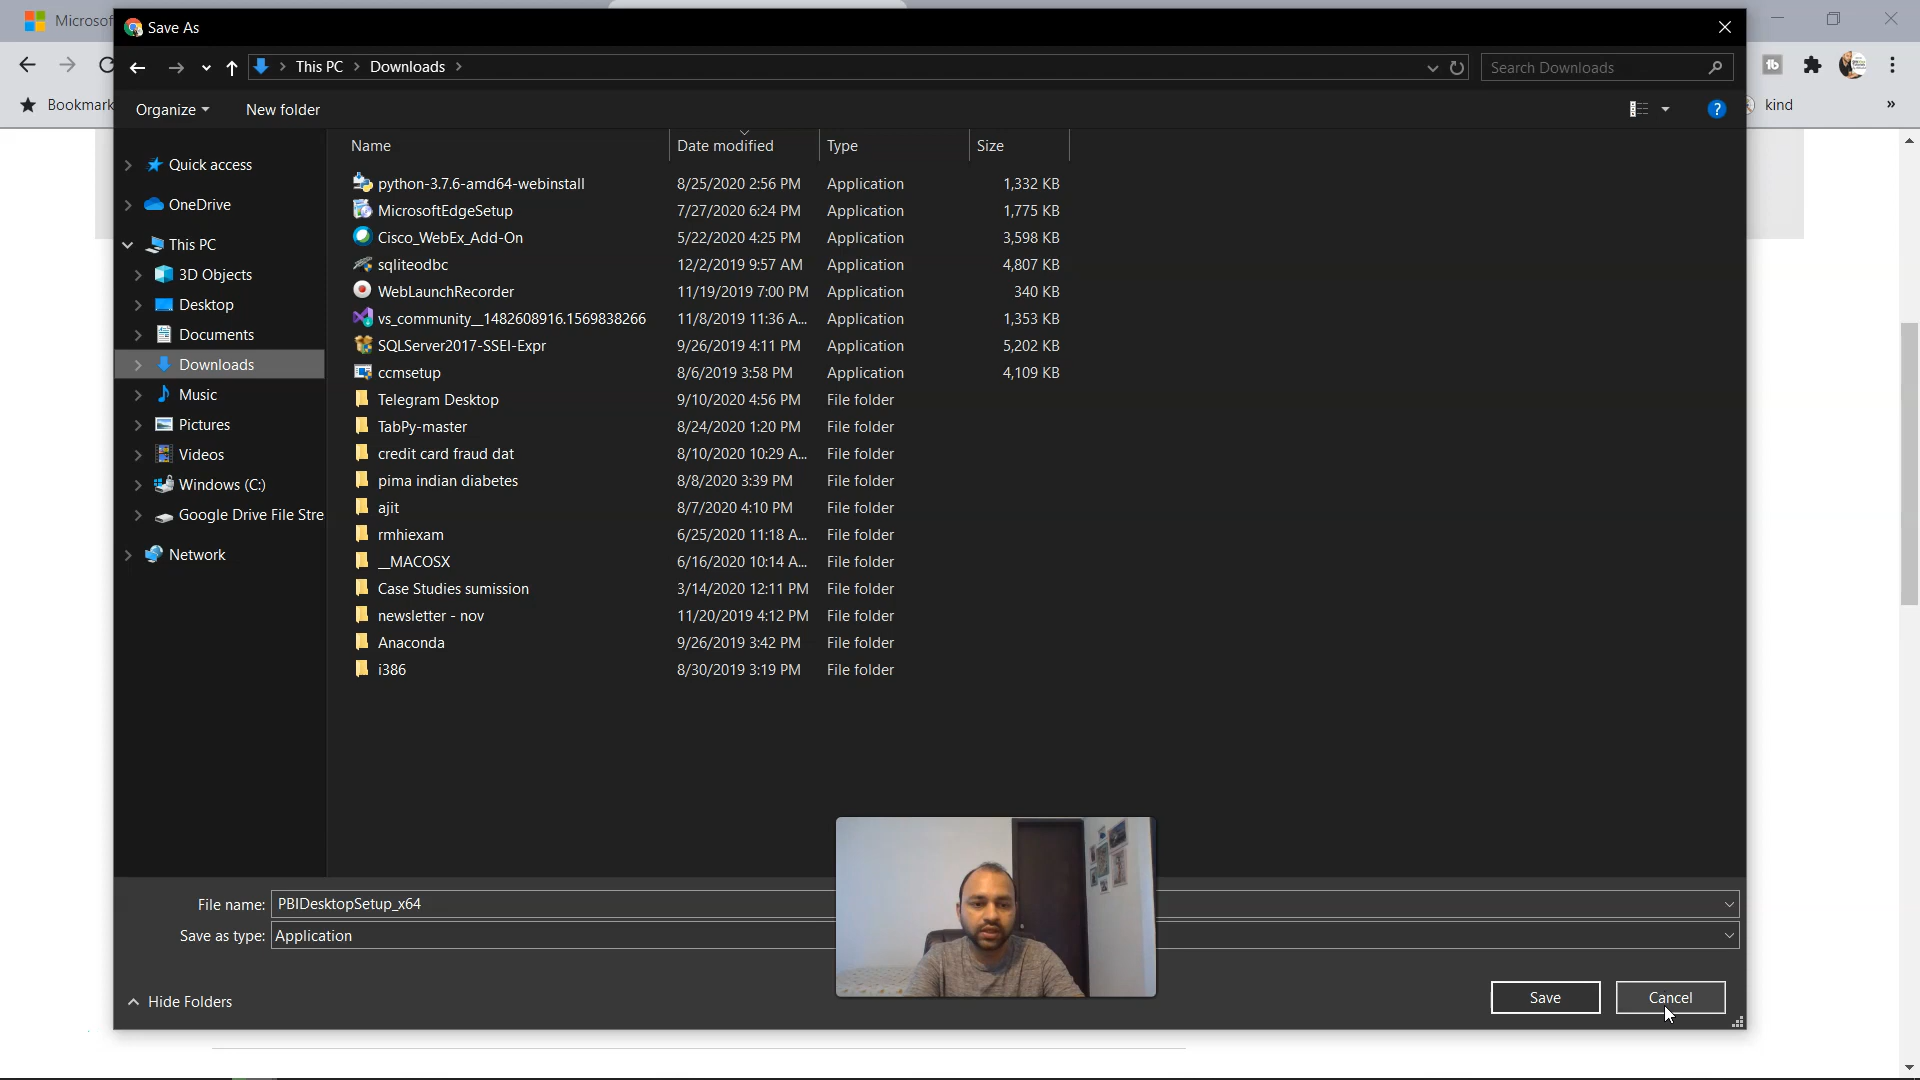 Microsof
Save As
This PC > Downloads >
Search Downloads
Bookmark
kind
»
Organize
New folder
?
Name Date modified Type Size
Quick access
OneDrive
This PC
3D Objects
Desktop
Documents
Downloads
Music
Pictures
Videos
Windows (C:)
Google Drive File Stre
Network
python-3.7.6-amd64-webinstall 8/25/2020 2:56 PM Application 1,332 KB
MicrosoftEdgeSetup 7/27/2020 6:24 PM Application 1,775 KB
Cisco_WebEx_Add-On 5/22/2020 4:25 PM Application 3,598 KB
sqliteodbc 12/2/2019 9:57 AM Application 4,807 KB
WebLaunchRecorder 11/19/2019 7:00 PM Application 340 KB
vs_community__1482608916.1569838266 11/8/2019 11:36 A... Application 1,353 KB
SQLServer2017-SSEI-Expr 9/26/2019 4:11 PM Application 5,202 KB
ccmsetup 8/6/2019 3:58 PM Application 4,109 KB
Telegram Desktop 9/10/2020 4:56 PM File folder
TabPy-master 8/24/2020 1:20 PM File folder
credit card fraud dat 8/10/2020 10:29 A... File folder
pima indian diabetes 8/8/2020 3:39 PM File folder
ajit 8/7/2020 4:10 PM File folder
rmhiexam 6/25/2020 11:18 A... File folder
__MACOSX 6/16/2020 10:14 A... File folder
Case Studies sumission 3/14/2020 12:11 PM File folder
newsletter - nov 11/20/2019 4:12 PM File folder
Anaconda 9/26/2019 3:42 PM File folder
i386 8/30/2019 3:19 PM File folder
File name: PBIDesktopSetup_x64
Save as type: Application
Hide Folders
Save
Cancel